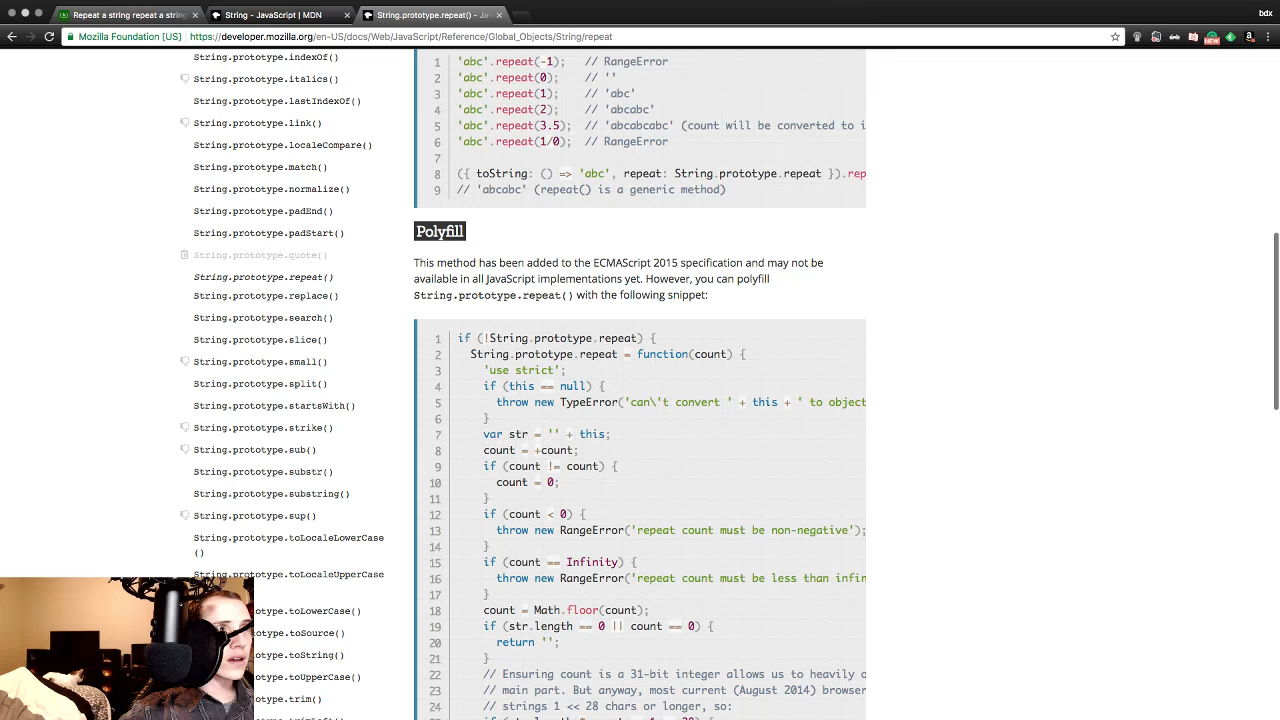 Repeat a string repeat a string
String - JavaScript | MDN
String.prototype.repeat() - Jav
bdx
Mozilla Foundation [US]
https://developer.mozilla.org/en-US/docs/Web/JavaScript/Reference/Global_Objects/String/repeat
NEW
String.prototype.indexOf()
String.prototype.italics()
String.prototype.lastIndexOf()
String.prototype.link()
String.prototype.localeCompare()
String.prototype.match()
String.prototype.normalize()
String.prototype.padEnd()
String.prototype.padStart()
String.prototype.quote()
String.prototype.repeat()
String.prototype.replace()
String.prototype.search()
String.prototype.slice()
String.prototype.small()
String.prototype.split()
String.prototype.startsWith()
String.prototype.strike()
String.prototype.sub()
String.prototype.substr()
String.prototype.substring()
String.prototype.sup()
String.prototype.toLocaleLowerCase
()
String.prototype.toLocaleUpperCase
otype.toLowerCase()
otype.toSource()
otype.toString()
otype.toUpperCase()
otype.trim()
otype.trimLeft()
1 'abc'.repeat(-1);   // RangeError
2 'abc'.repeat(0);    // ''
3 'abc'.repeat(1);    // 'abc'
4 'abc'.repeat(2);    // 'abcabc'
5 'abc'.repeat(3.5);  // 'abcabcabc' (count will be converted to i
6 'abc'.repeat(1/0);  // RangeError
7
8 ({ toString: () => 'abc', repeat: String.prototype.repeat }).rep
9 // 'abcabc' (repeat() is a generic method)
Polyfill
This method has been added to the ECMAScript 2015 specification and may not be
available in all JavaScript implementations yet. However, you can polyfill
String.prototype.repeat() with the following snippet:
1 if (!String.prototype.repeat) {
2   String.prototype.repeat = function(count) {
3     'use strict';
4     if (this == null) {
5       throw new TypeError('can\'t convert ' + this + ' to object
6     }
7     var str = '' + this;
8     count = +count;
9     if (count != count) {
10       count = 0;
11     }
12     if (count < 0) {
13       throw new RangeError('repeat count must be non-negative');
14     }
15     if (count == Infinity) {
16       throw new RangeError('repeat count must be less than infin
17     }
18     count = Math.floor(count);
19     if (str.length == 0 || count == 0) {
20       return '';
21     }
22     // Ensuring count is a 31-bit integer allows us to heavily o
23     // main part. But anyway, most current (August 2014) browser
24     // strings 1 << 28 chars or longer, so: